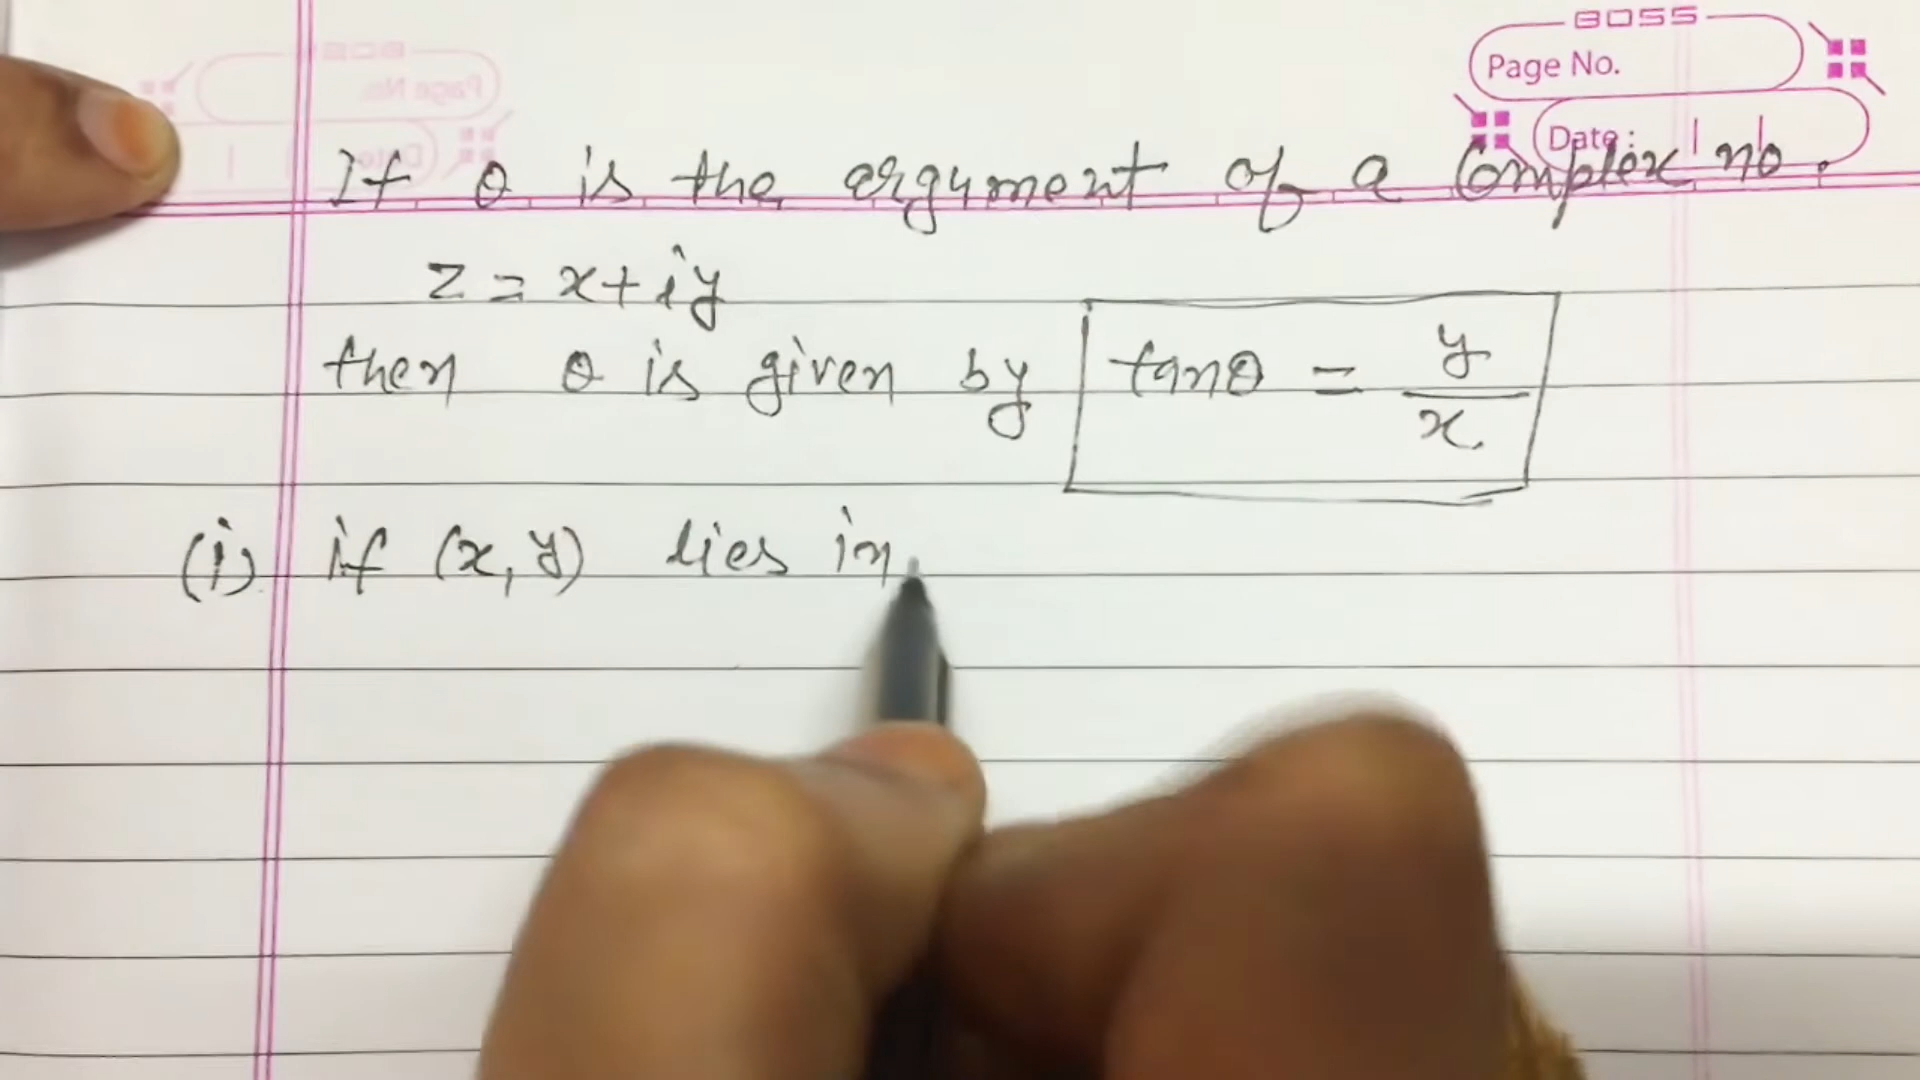 BOSS
Page No.
Date:
If θ is the argument of a complex no.
z = x + iy
then θ is given by tanθ = y/x
(i) if (x, y) lies in